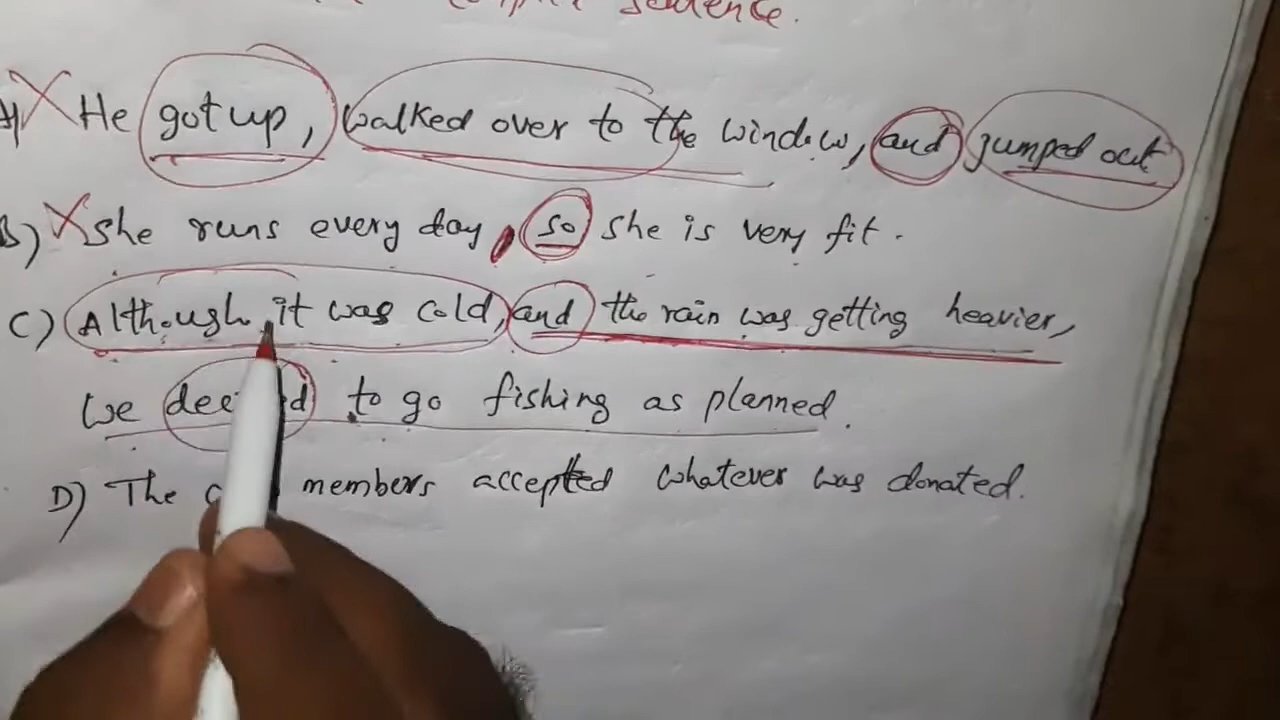 sentence.
A) He got up, walked over to the window, and jumped out
B) she runs every day, so she is very fit.
C) Although it was cold, and the rain was getting heavier,
we to go fishing as planned.
D) The members accepted whatever was donated.